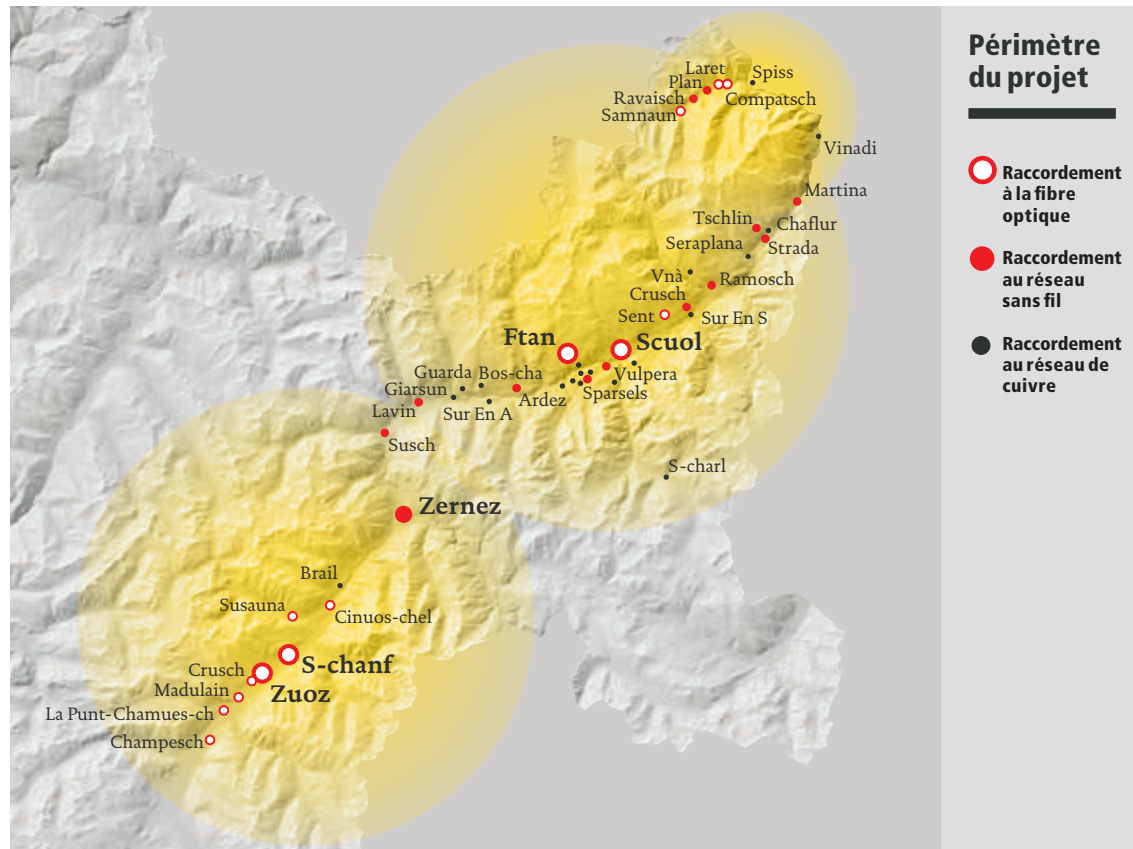 Laret
Spiss
Plan
Ravaisch
Compatsch
Samnaun
Vinadi
Martina
Tschlin
Chaflur
Seraplana
Strada
Vnà
Ramosch
Crusch
Sent
Sur En S
Ftan
Scuol
Guarda
Bos-cha
Vulpera
Giarsun
Ardez
Sparsels
Lavin
Sur En A
Susch
S-charl
Zernez
Brail
Susauna
Cinuos-chel
S-chanf
Crusch
Zuoz
Madulain
La Punt-Chamues-ch
Champesch
Périmètre
du projet
Raccordement
à la fibre
optique
Raccordement
au réseau
sans fil
Raccordement
au réseau de
cuivre